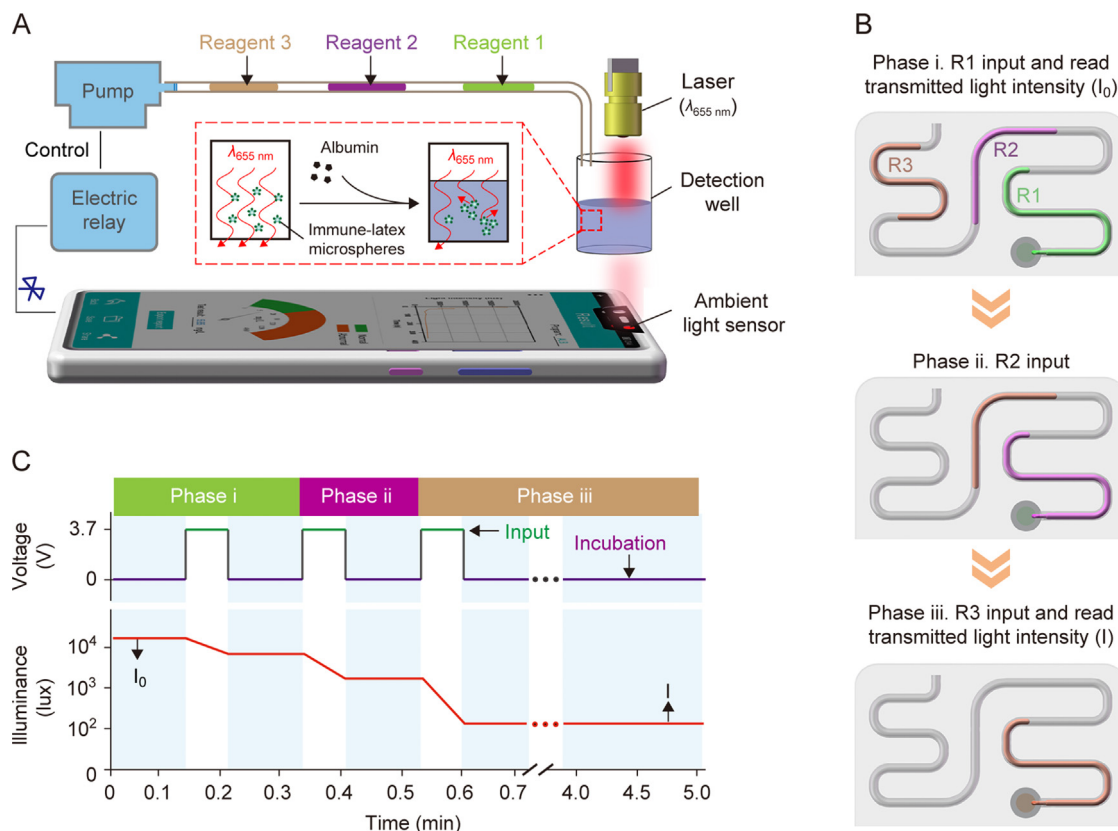 A
Reagent 3
Reagent 2
Reagent 1
Pump
Control
Electric
relay
λ655 nm
Albumin
Immune-latex
microspheres
λ655 nm
Laser
(λ655 nm)
Detection
well
Ambient
light sensor
Result
B
Phase i. R1 input and read
transmitted light intensity (I0)
R3
R2
R1
Phase ii. R2 input
Phase iii. R3 input and read
transmitted light intensity (I)
C
Phase i
Phase ii
Phase iii
Voltage
(V)
3.7
0
Input
Incubation
Illuminance
(lux)
10^4
10^3
10^2
0
I0
I
0
0.1
0.2
0.3
0.4
0.5
0.6
0.7
4.0
4.5
5.0
Time (min)